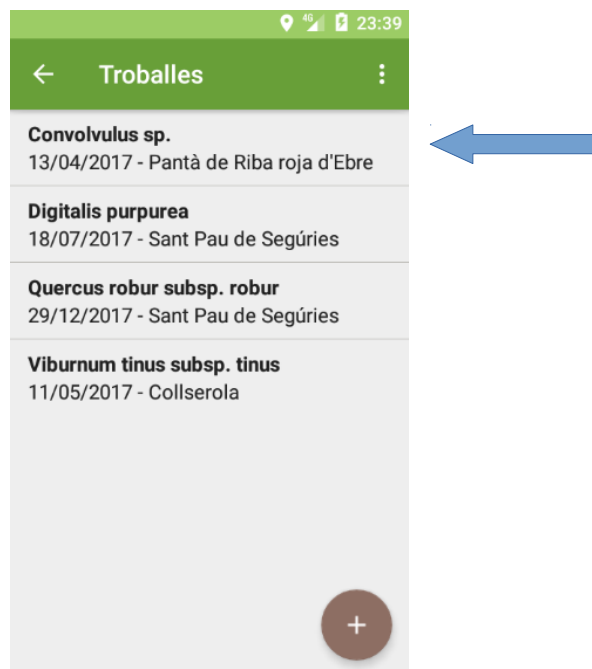 4G 23:39
Troballes
Convolvulus sp.
13/04/2017 - Pantà de Riba roja d'Ebre
Digitalis purpurea
18/07/2017 - Sant Pau de Segúries
Quercus robur subsp. robur
29/12/2017 - Sant Pau de Segúries
Viburnum tinus subsp. tinus
11/05/2017 - Collserola
+